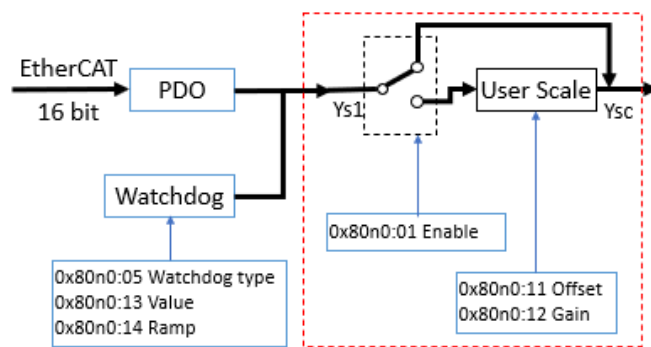 EtherCAT
16 bit
PDO
Ys1
User Scale
Ysc
Watchdog
0x80n0:01 Enable
0x80n0:05 Watchdog type
0x80n0:13 Value
0x80n0:14 Ramp
0x80n0:11 Offset
0x80n0:12 Gain